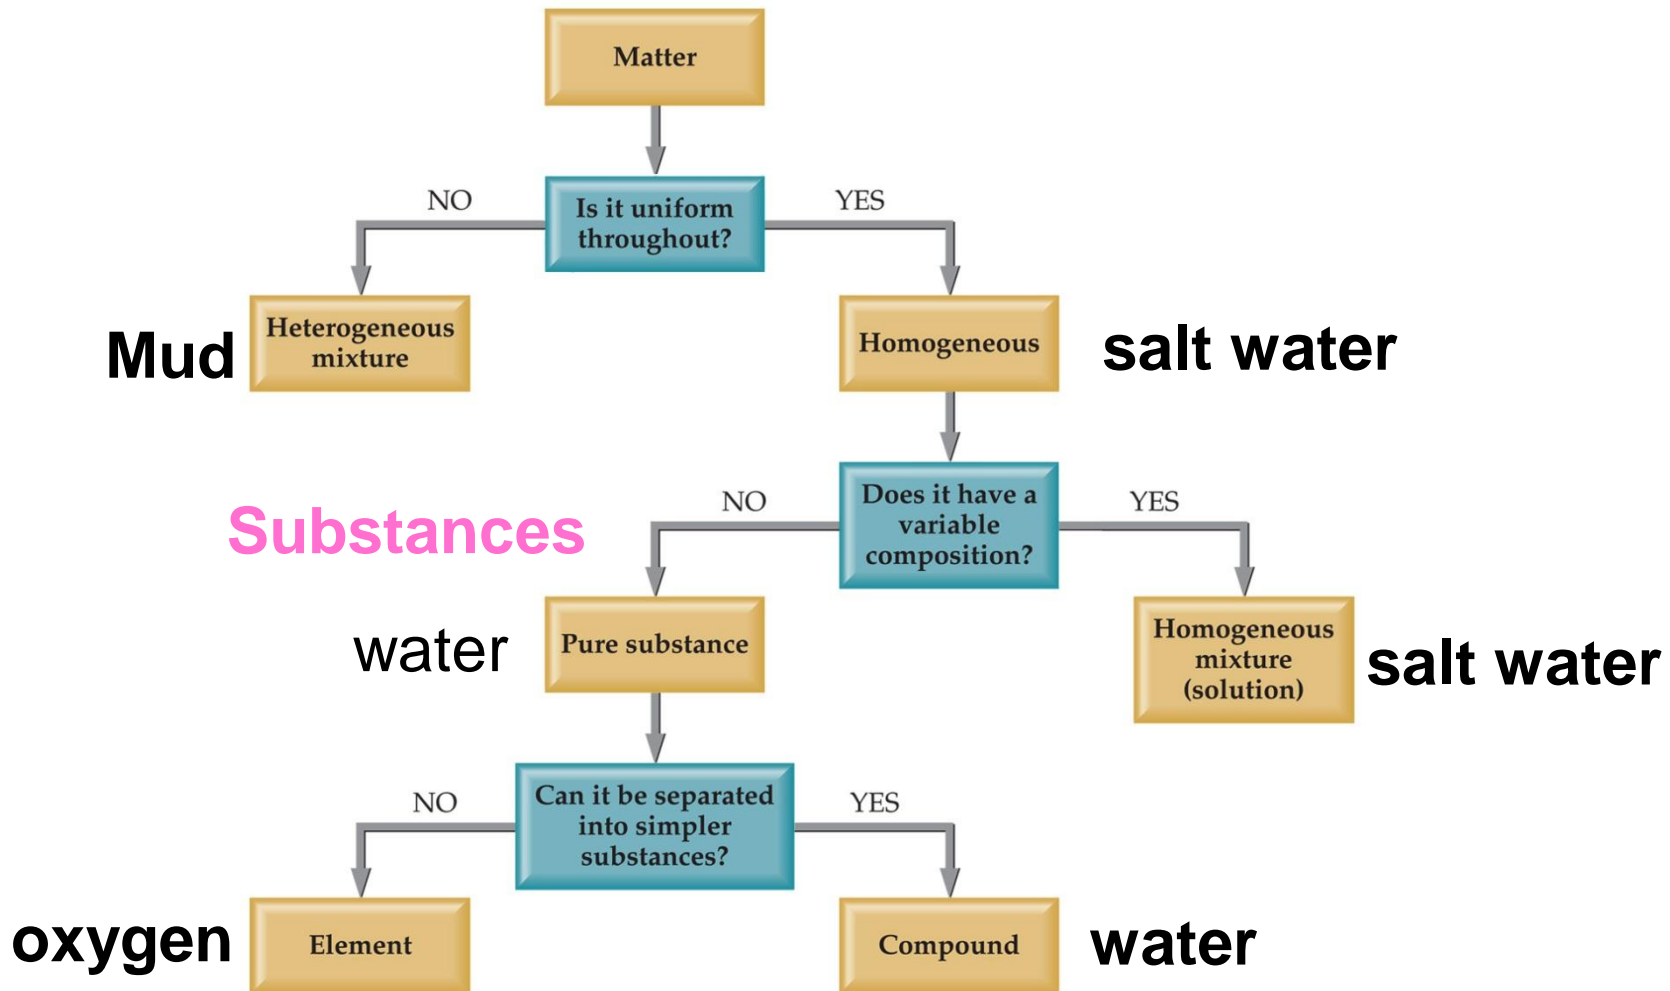 Matter
NO
YES
Is it uniform
throughout?
Mud
Heterogeneous
mixture
Homogeneous
salt water
Substances
NO
YES
Does it have a
variable
composition?
water
Pure substance
Homogeneous
mixture
(solution)
salt water
NO
YES
Can it be separated
into simpler
substances?
oxygen
Element
Compound
water